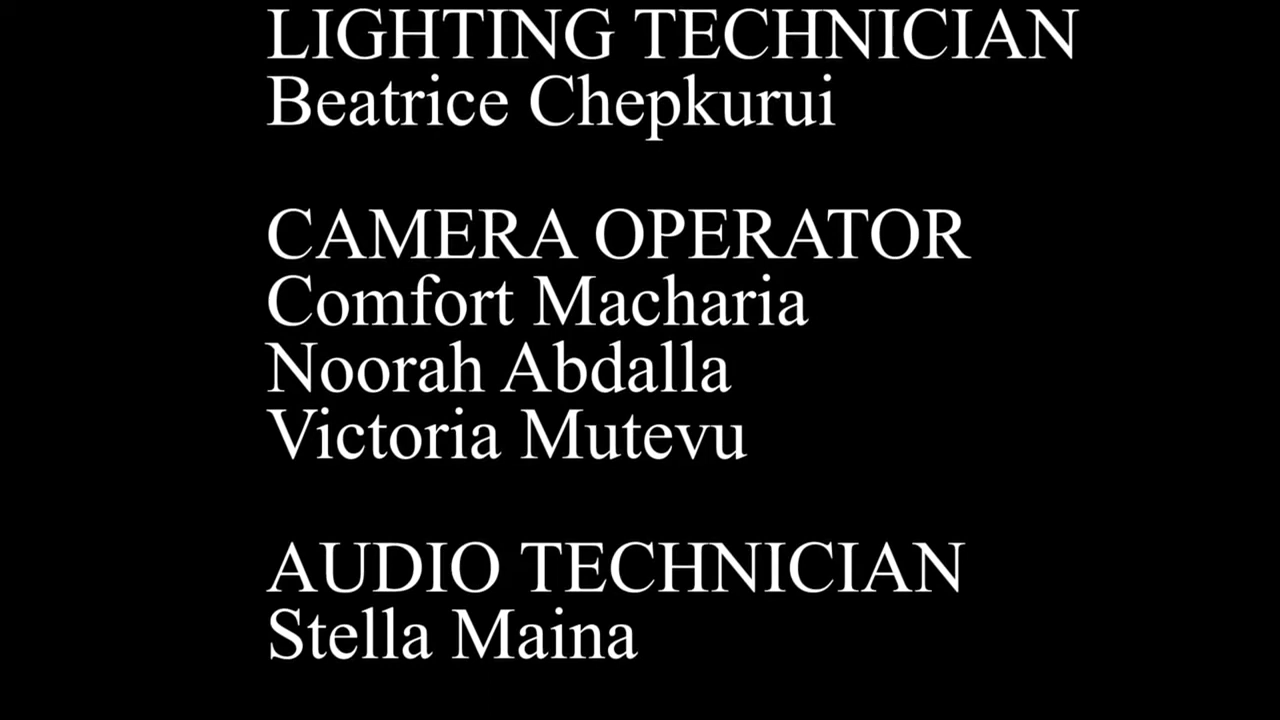 LIGHTING TECHNICIAN
Beatrice Chepkurui
CAMERA OPERATOR
Comfort Macharia
Noorah Abdalla
Victoria Mutevu
AUDIO TECHNICIAN
Stella Maina